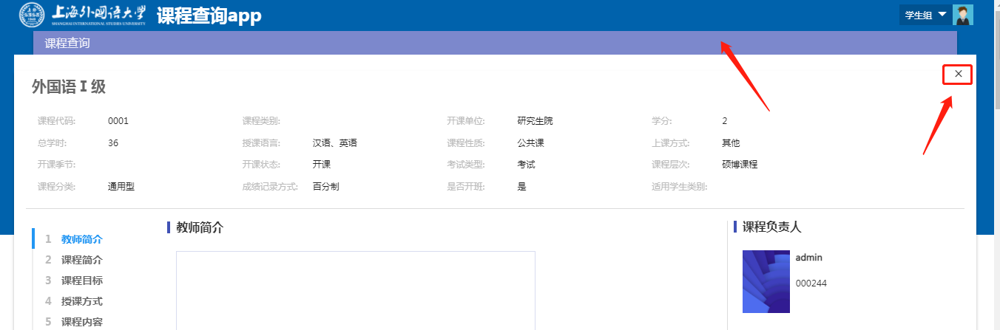 上海外国语大学 课程查询app 学生组
SHANGHAI INTERNATIONAL STUDIES UNIVERSITY
课程查询
外国语 I 级
课程代码: 0001 课程类别: 开课单位: 研究生院 学分: 2
总学时: 36 授课语言: 汉语、英语 课程性质: 公共课 上课方式: 其他
开课季节: 开课状态: 开课 考试类型: 考试 课程层次: 硕博课程
课程分类: 通用型 成绩记录方式: 百分制 是否开班: 是 适用学生类别:
1 教师简介
2 课程简介
3 课程目标
4 授课方式
5 课程内容
教师简介
课程负责人
admin
000244